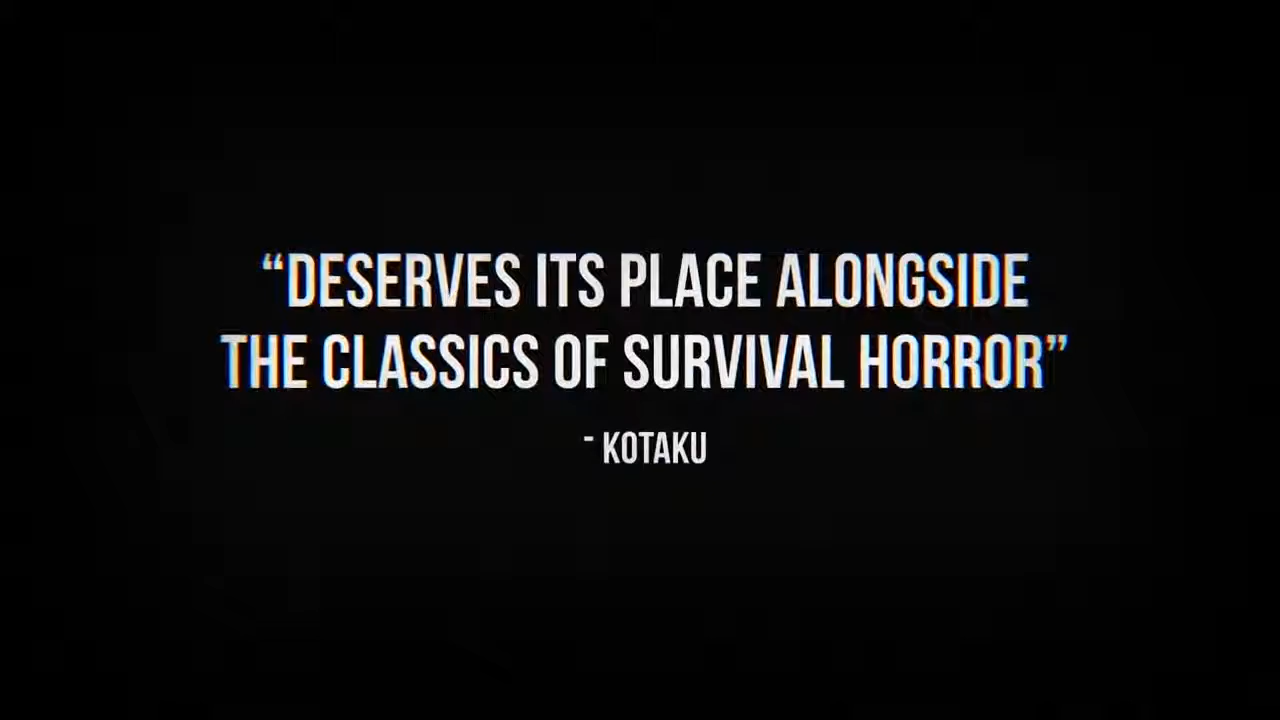 “DESERVES ITS PLACE ALONGSIDE
THE CLASSICS OF SURVIVAL HORROR”
- KOTAKU